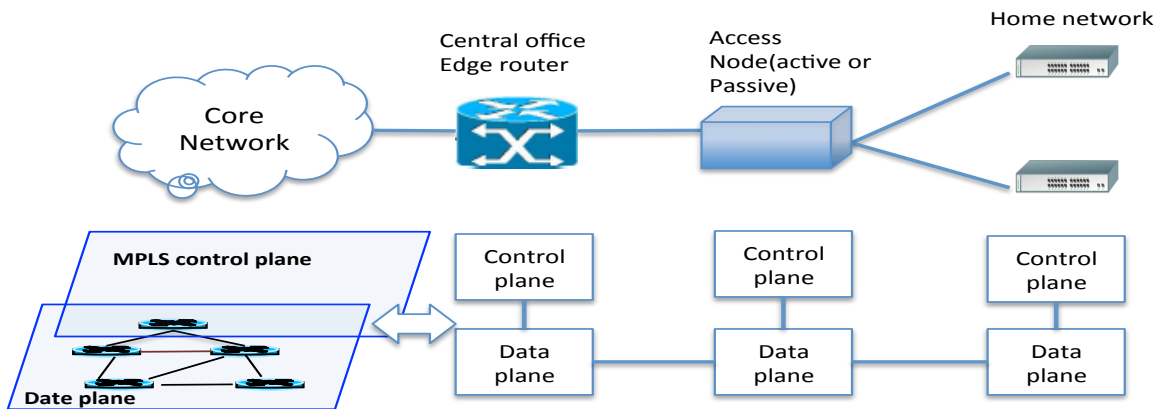 Home network
Central office
Edge router
Access
Node(active or
Passive)
Core
Network
MPLS control plane
Date plane
Control
plane
Data
plane
Control
plane
Data
plane
Control
plane
Data
plane